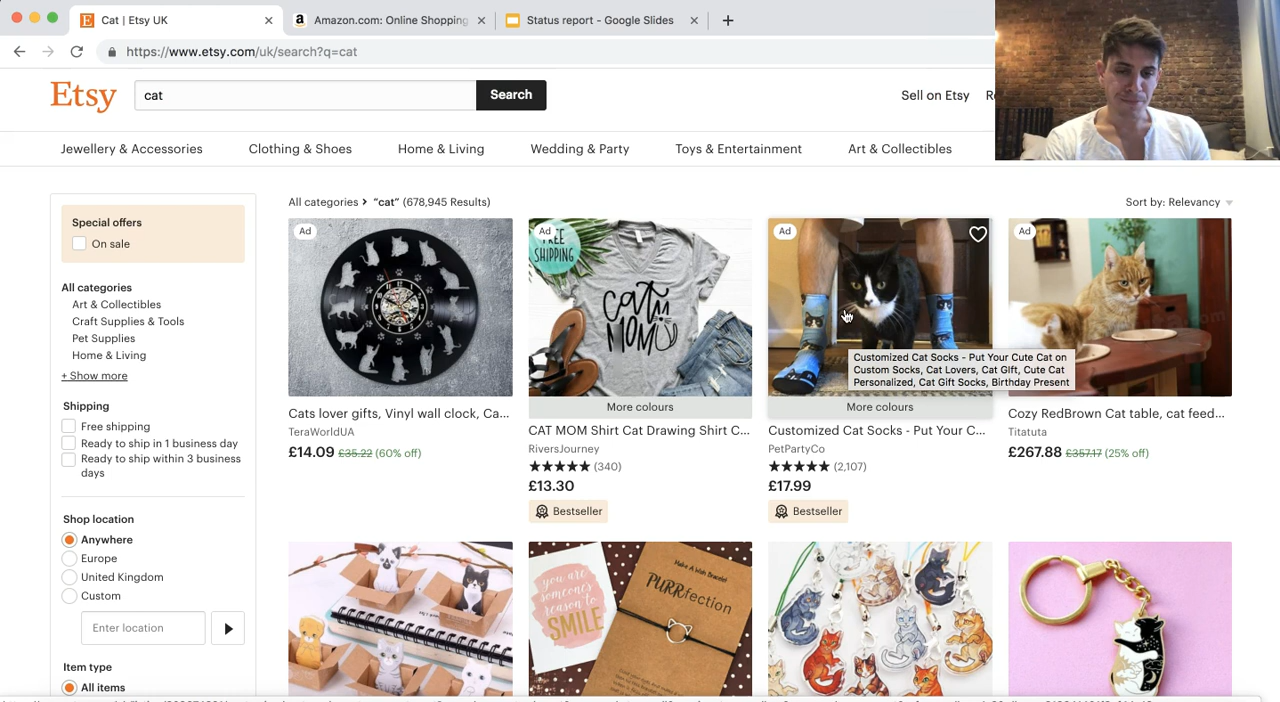 Cat | Etsy UK
Amazon.com: Online Shopping
Status report - Google Slides
https://www.etsy.com/uk/search?q=cat
Etsy
cat
Search
Sell on Etsy
Jewellery & Accessories
Clothing & Shoes
Home & Living
Wedding & Party
Toys & Entertainment
Art & Collectibles
Special offers
On sale
All categories
Art & Collectibles
Craft Supplies & Tools
Pet Supplies
Home & Living
+ Show more
Shipping
Free shipping
Ready to ship in 1 business day
Ready to ship within 3 business
days
Shop location
Anywhere
Europe
United Kingdom
Custom
Enter location
Item type
All items
All categories > “cat” (678,945 Results)
Sort by: Relevancy
Ad
Cats lover gifts, Vinyl wall clock, Ca...
TeraWorldUA
£14.09 £35.22 (60% off)
Ad
FREE
SHIPPING
cat
MOM
More colours
CAT MOM Shirt Cat Drawing Shirt C...
RiversJourney
★★★★★ (340)
£13.30
Bestseller
Ad
Customized Cat Socks - Put Your Cute Cat on
Custom Socks, Cat Lovers, Cat GIft, Cute Cat
Personalized, Cat Gift Socks, Birthday Present
More colours
Customized Cat Socks - Put Your C...
PetPartyCo
★★★★★ (2,107)
£17.99
Bestseller
Ad
Cozy RedBrown Cat table, cat feed...
Titatuta
£267.88 £357.17 (25% off)
you are
someone's
reason to
SMILE
Make A Wish Bracelet
PURRfection